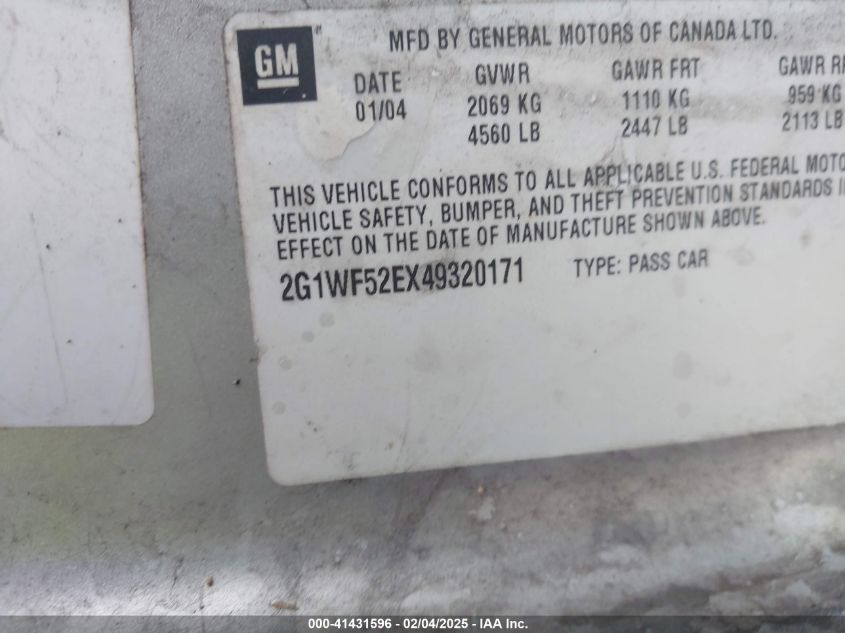 GM
MFD BY GENERAL MOTORS OF CANADA LTD.
DATE GVWR GAWR FRT GAWR
01/04 2069 KG 1110 KG 959 KG
4560 LB 2447 LB 2113 LB
THIS VEHICLE CONFORMS TO ALL APPLICABLE U.S. FEDERAL
VEHICLE SAFETY, BUMPER, AND THEFT PREVENTION STANDARDS
EFFECT ON THE DATE OF MANUFACTURE SHOWN ABOVE.
2G1WF52EX49320171 TYPE: PASS CAR
000-41431596 - 02/04/2025 - IAA Inc.